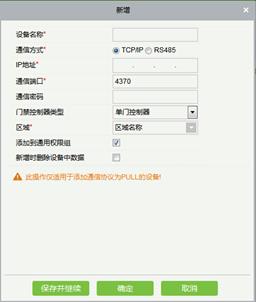 新增
设备名称*
通信方式* TCP/IP RS485
IP地址* . . .
通信端口* 4370
通信密码
门禁控制器类型 单门控制器
区域* 区域名称
添加到通用权限组
新增时删除设备中数据
此操作仅适用于添加通信协议为PULL的设备!
保存并继续 确定 取消